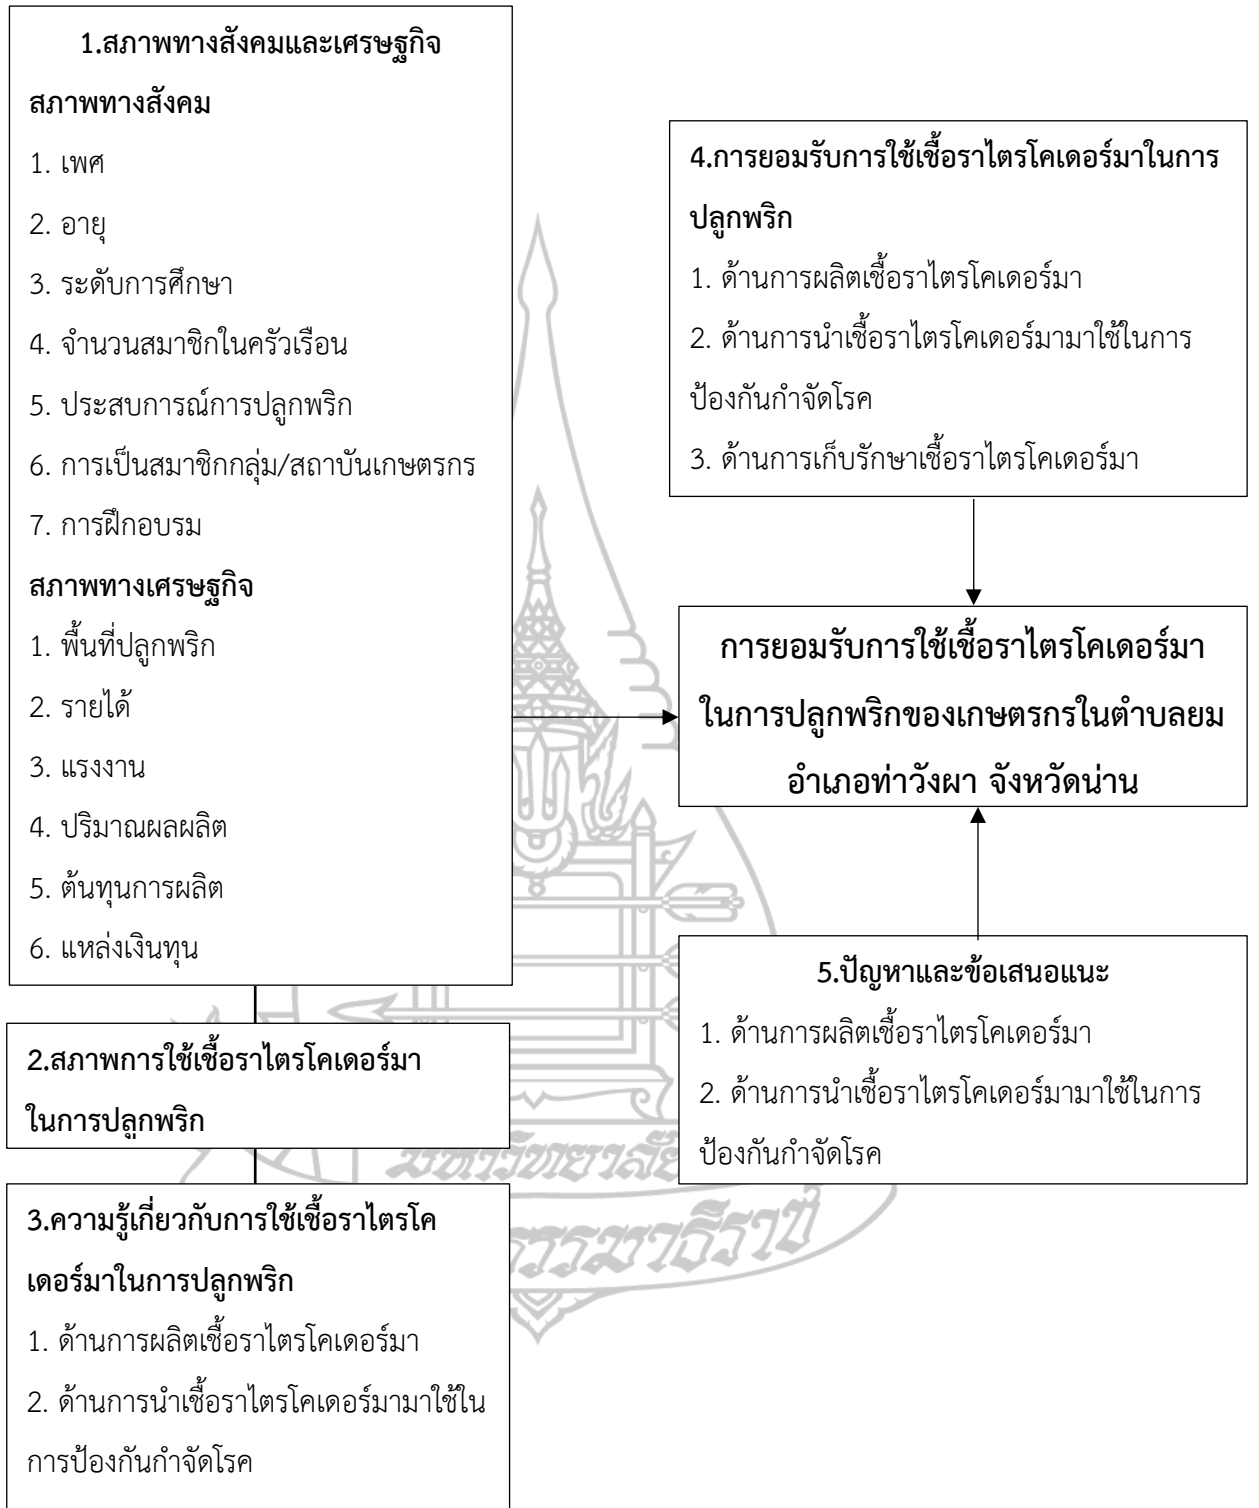 1.สภาพทางสังคมและเศรษฐกิจ
สภาพทางสังคม
1. เพศ
2. อายุ
3. ระดับการศึกษา
4. จำนวนสมาชิกในครัวเรือน
5. ประสบการณ์การปลูกพริก
6. การเป็นสมาชิกกลุ่ม/สถาบันเกษตรกร
7. การฝึกอบรม
สภาพทางเศรษฐกิจ
1. พื้นที่ปลูกพริก
2. รายได้
3. แรงงาน
4. ปริมาณผลผลิต
5. ต้นทุนการผลิต
6. แหล่งเงินทุน
2.สภาพการใช้เชื้อราไตรโคเดอร์มา
ในการปลูกพริก
3.ความรู้เกี่ยวกับการใช้เชื้อราไตรโค
เดอร์มาในการปลูกพริก
1. ด้านการผลิตเชื้อราไตรโคเดอร์มา
2. ด้านการนำเชื้อราไตรโคเดอร์มามาใช้ใน
การป้องกันกำจัดโรค
4.การยอมรับการใช้เชื้อราไตรโคเดอร์มาในการ
ปลูกพริก
1. ด้านการผลิตเชื้อราไตรโคเดอร์มา
2. ด้านการนำเชื้อราไตรโคเดอร์มามาใช้ในการ
ป้องกันกำจัดโรค
3. ด้านการเก็บรักษาเชื้อราไตรโคเดอร์มา
การยอมรับการใช้เชื้อราไตรโคเดอร์มา
ในการปลูกพริกของเกษตรกรในตำบลยม
อำเภอท่าวังผา จังหวัดน่าน
5.ปัญหาและข้อเสนอแนะ
1. ด้านการผลิตเชื้อราไตรโคเดอร์มา
2. ด้านการนำเชื้อราไตรโคเดอร์มามาใช้ในการ
ป้องกันกำจัดโรค
มหาวิทยาลัย